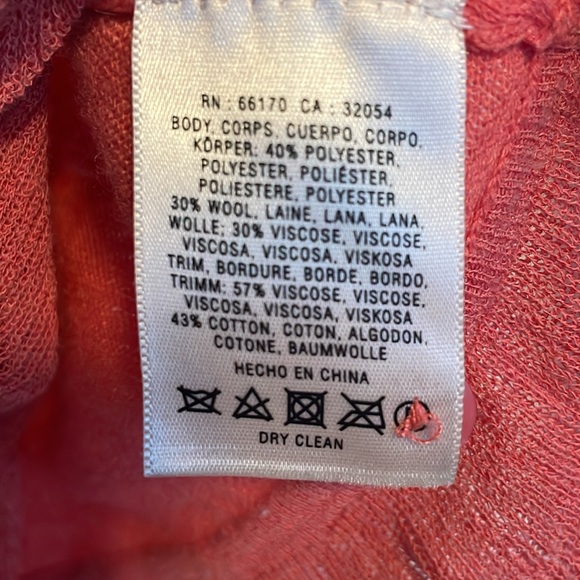 RN : 66170 CA : 32054
BODY, CORPS, CUERPO, CORPO,
KÖRPER: 40% POLYESTER,
POLYESTER, POLIÉSTER,
POLIESTERE, POLYESTER
30% WOOL, LAINE, LANA, LANA,
WOLLE; 30% VISCOSE, VISCOSE,
VISCOSA, VISCOSA, VISKOSA
TRIM, BORDURE, BORDE, BORDO,
TRIMM: 57% VISCOSE, VISCOSE,
VISCOSA, VISCOSA, VISKOSA
43% COTTON, COTON, ALGODON,
COTONE, BAUMWOLLE
HECHO EN CHINA
DRY CLEAN